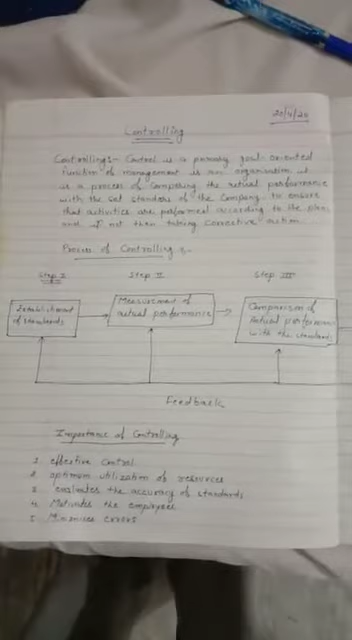 20/4/20
Controlling
Controlling:- Control is a primary goal-oriented
function of management in an organisation. it
is a process of Comparing the actual performance
with the set standers of the Company to ensure
that activities are performed according to the plan
and if not then taking corrective action.
Process of Controlling :-
Step I Step II Step III
Establishment
of standards
Measurement of
actual performance
Comparison of
Actual performance
with the standards
Feedback
Importance of Controlling
1 effective Control
2 optimum utilization of resources
3 evaluates the accuracy of standards
4 Motivates the employees
5 Minimises errors